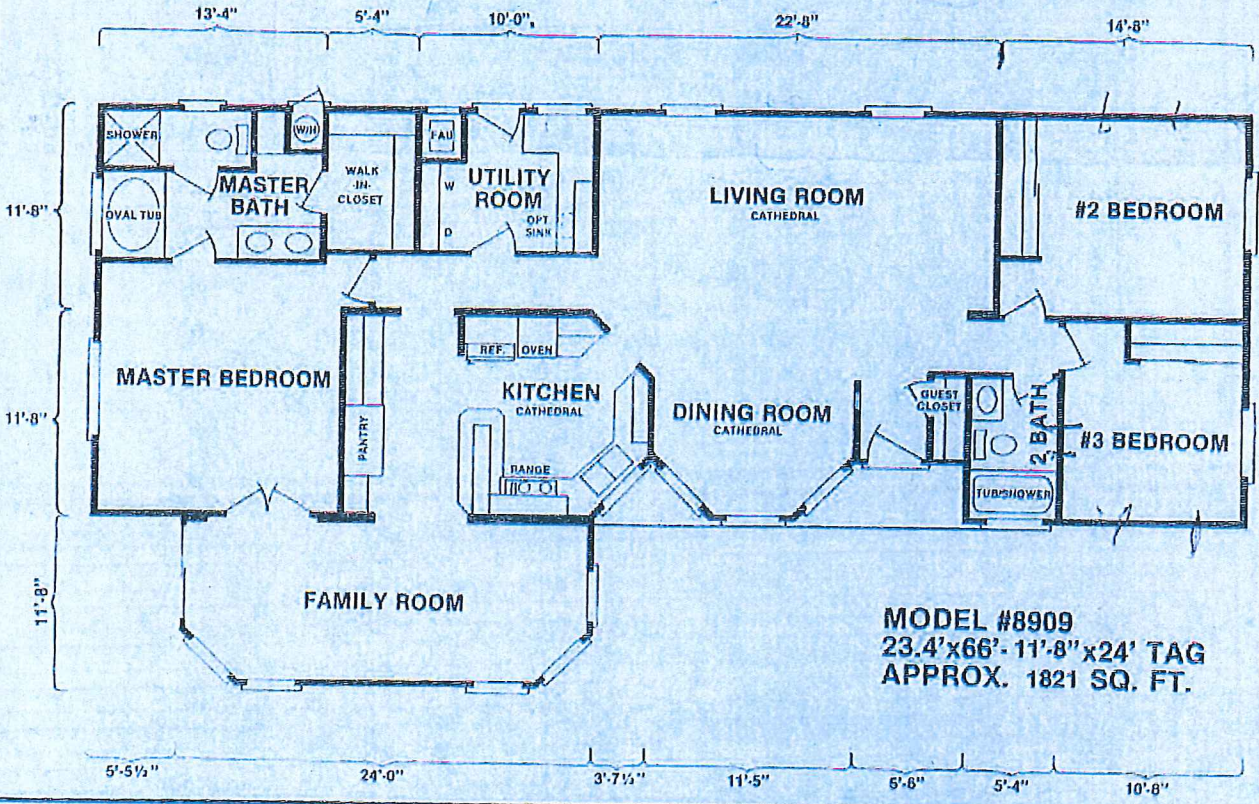 13'-4" 5'-4" 10'-0" 22'-8" 14'-8"
SHOWER
W/H
FAU
WALK
-IN-
CLOSET
MASTER
BATH
OVAL TUB
11'-8"
W
D
UTILITY
ROOM
OPT
SINK
LIVING ROOM
CATHEDRAL
#2 BEDROOM
11'-8"
MASTER BEDROOM
PANTRY
REF.
OVEN
KITCHEN
CATHEDRAL
RANGE
DINING ROOM
CATHEDRAL
GUEST
CLOSET
2 BATH
TUB/SHOWER
#3 BEDROOM
11'-8"
FAMILY ROOM
MODEL #8909
23.4'x66'- 11'-8"x24' TAG
APPROX. 1821 SQ. FT.
5'-5½" 24'-0" 3'-7½" 11'-5" 5'-6" 5'-4" 10'-8"